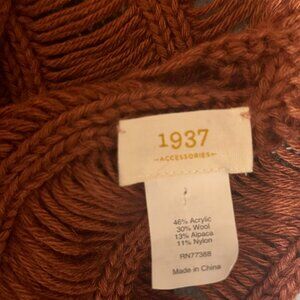 1937
ACCESSORIES
46% Acrylic
30% Wool
13% Alpaca
11% Nylon
RN77388
Made in China